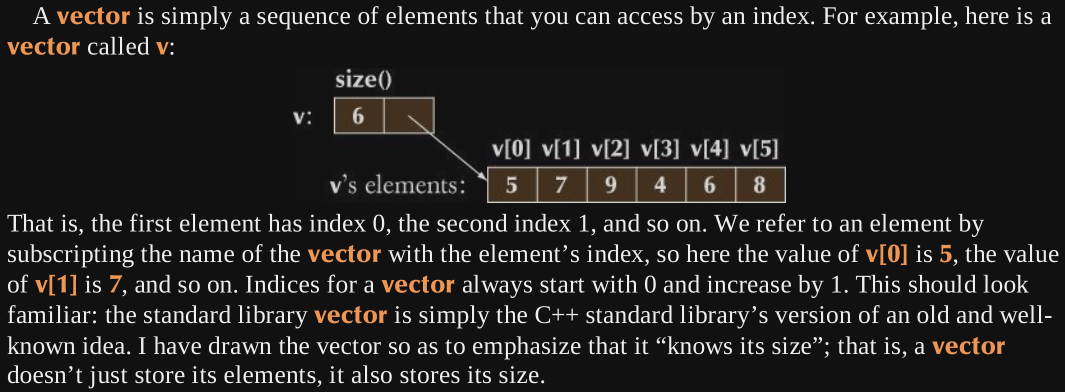 A vector is simply a sequence of elements that you can access by an index. For example, here is a
vector called v:
size()
v: 6
v[0] v[1] v[2] v[3] v[4] v[5]
v’s elements: 5 7 9 4 6 8
That is, the first element has index 0, the second index 1, and so on. We refer to an element by
subscripting the name of the vector with the element’s index, so here the value of v[0] is 5, the value
of v[1] is 7, and so on. Indices for a vector always start with 0 and increase by 1. This should look
familiar: the standard library vector is simply the C++ standard library’s version of an old and well-
known idea. I have drawn the vector so as to emphasize that it “knows its size”; that is, a vector
doesn’t just store its elements, it also stores its size.